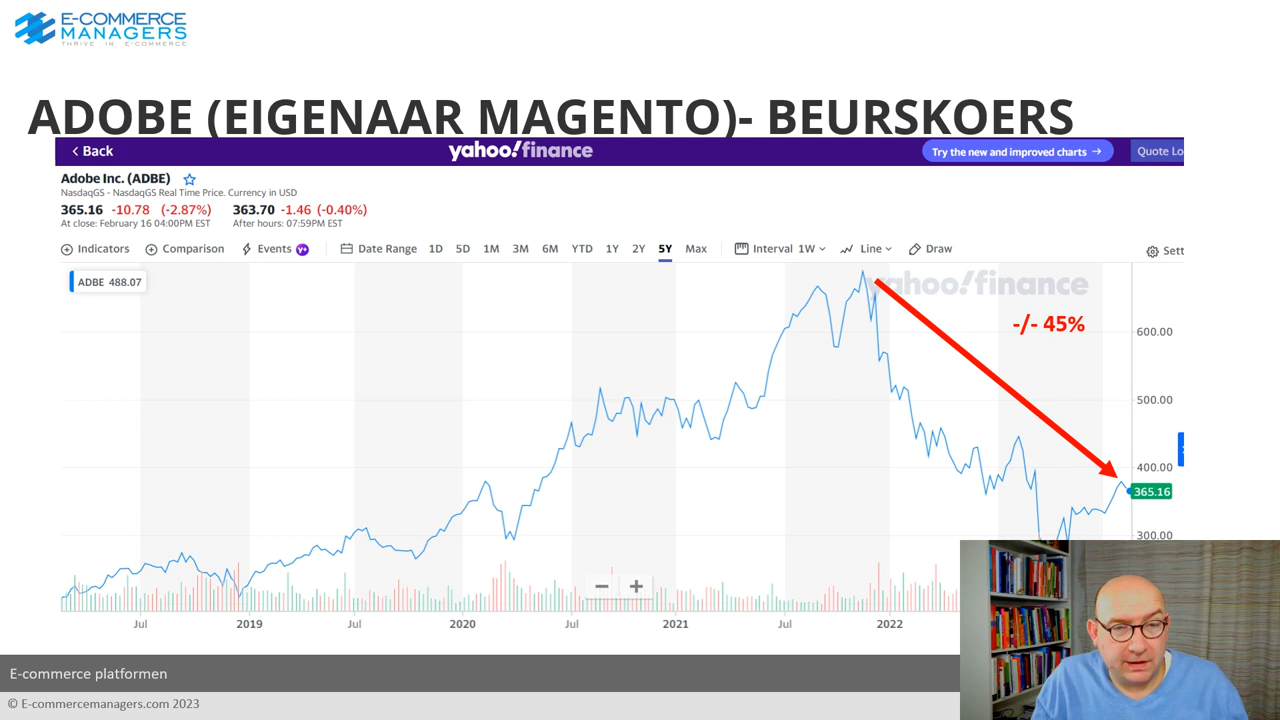 E-COMMERCE
MANAGERS
THRIVE IN E-COMMERCE
ADOBE (EIGENAAR MAGENTO)- BEURSKOERS
Back
yahoo!finance
Try the new and improved charts →
Quote Lo
Adobe Inc. (ADBE)
NasdaqGS - NasdaqGS Real Time Price. Currency in USD
365.16 -10.78 (-2.87%) 363.70 -1.46 (-0.40%)
At close: February 16 04:00PM EST After hours: 07:59PM EST
Indicators Comparison Events Y+ Date Range 1D 5D 1M 3M 6M YTD 1Y 2Y 5Y Max Interval 1W Line Draw Sett
ADBE 488.07
yahoo!finance
-/- 45%
600.00
500.00
400.00
365.16
300.00
Jul 2019 Jul 2020 Jul 2021 Jul 2022
E-commerce platformen
© E-commercemanagers.com 2023